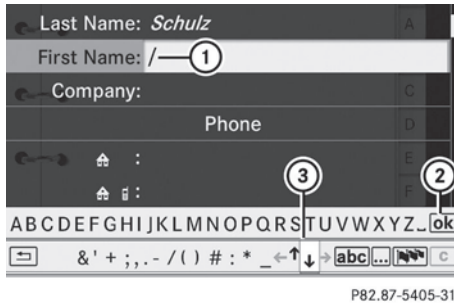 Last Name: Schulz A
First Name: / 1
Company: C
Phone D
: E
: F
3 2
ABCDEFGHIJKLMNOPQRSTUVWXYZ_ ok
&'+;,.-/()#:*_←↑↓→ abc ... c
P82.87-5405-31